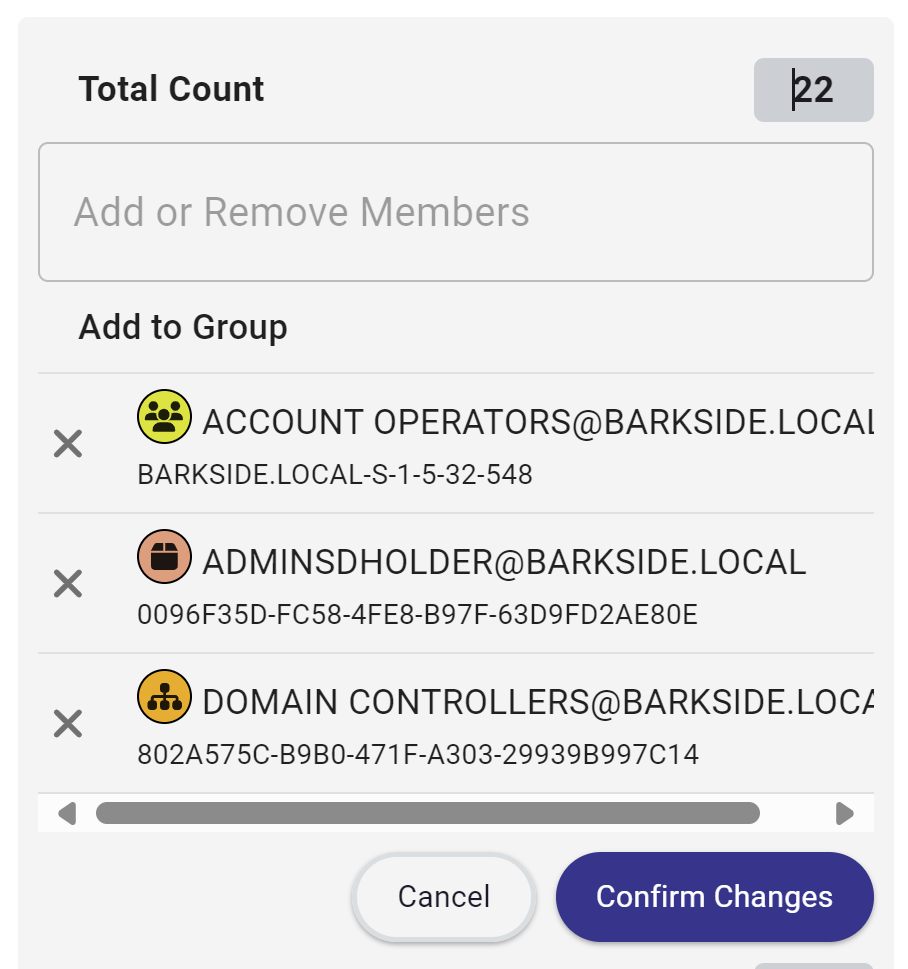 Total Count
22
Add or Remove Members
Add to Group
ACCOUNT OPERATORS@BARKSIDE.LOCAL
BARKSIDE.LOCAL-S-1-5-32-548
ADMINSDHOLDER@BARKSIDE.LOCAL
0096F35D-FC58-4FE8-B97F-63D9FD2AE80E
DOMAIN CONTROLLERS@BARKSIDE.LOCA
802A575C-B9B0-471F-A303-29939B997C14
Cancel
Confirm Changes